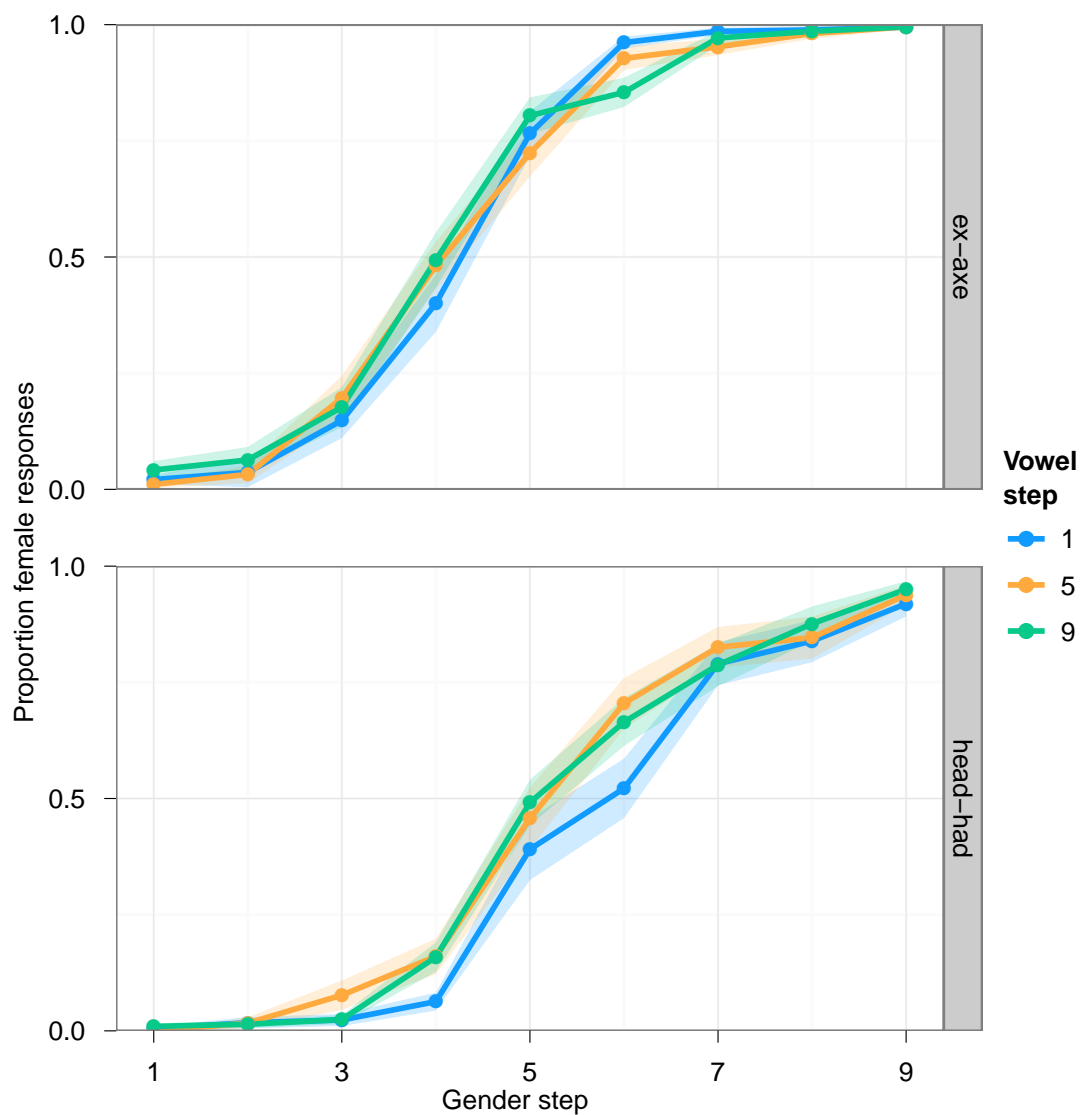 1.0
0.5
0.0
ex−axe
1.0
0.5
0.0
head−had
1 3 5 7 9
Gender step
Proportion female responses
Vowel
step
1
5
9